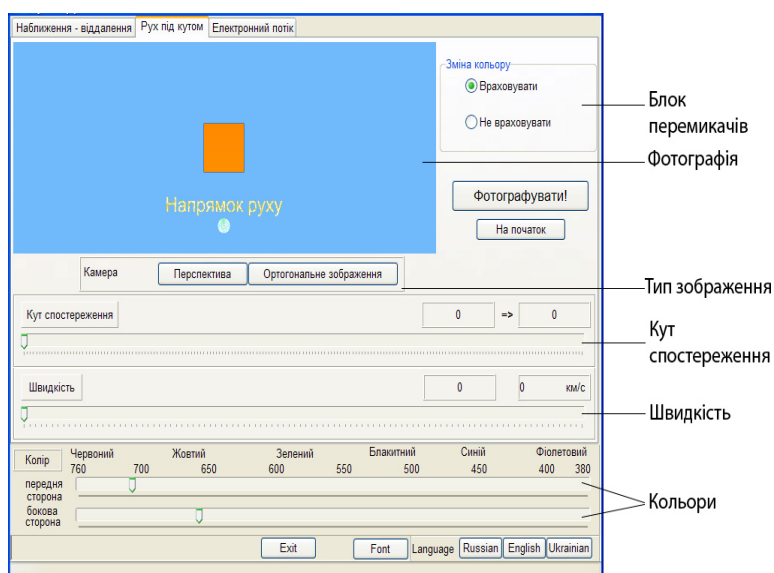 Наближення - віддалення Рух під кутом Електронний потік
Зміна кольору
Враховувати
Не враховувати
Блок
перемикачів
Фотографія
Напрямок руху
Фотографувати!
На початок
Камера Перспектива Ортогональне зображення
Тип зображення
Кут спостереження 0 => 0
Кут
спостереження
Швидкість 0 0 км/с
Швидкість
Колір Червоний Жовтий Зелений Блакитний Синій Фіолетовий
760 700 650 600 550 500 450 400 380
передня
сторона
бокова
сторона
Кольори
Exit Font Language Russian English Ukrainian